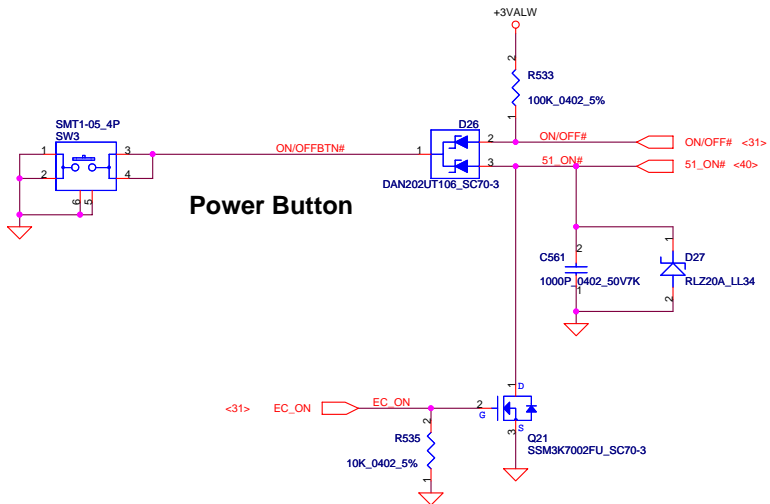 +3VALW
2
R533
100K_0402_5%
1
SMT1-05_4P
SW3
1
3
2
4
6
5
ON/OFFBTN#
D26
1
2
3
DAN202UT106_SC70-3
ON/OFF#
ON/OFF# <31>
51_ON#
51_ON# <40>
Power Button
2
C561
1000P_0402_50V7K
1
1
D27
RLZ20A_LL34
2
<31> EC_ON
EC_ON
2
G
1
D
S
3
Q21
SSM3K7002FU_SC70-3
2
R535
10K_0402_5%
1